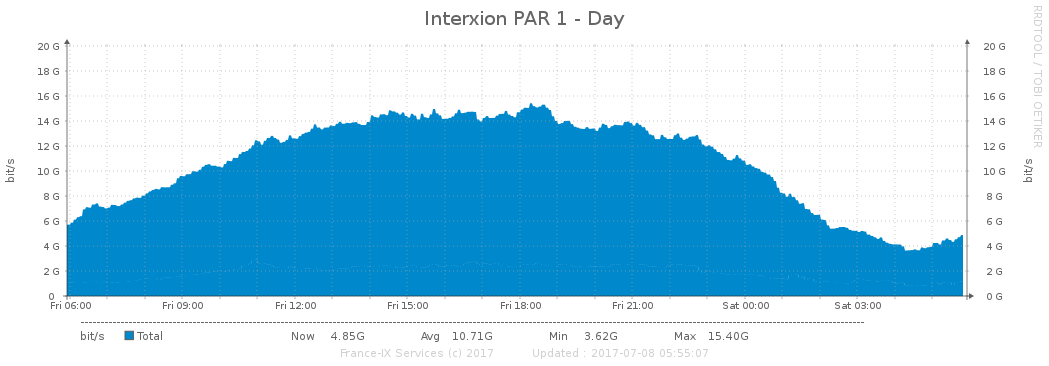 Interxion PAR 1 - Day
RRDTOOL / TOBI OETIKER
bit/s
20 G 20 G
18 G 18 G
16 G 16 G
14 G 14 G
12 G 12 G
10 G 10 G
8 G 8 G
6 G 6 G
4 G 4 G
2 G 2 G
0 0 G
bit/s
Fri 06:00 Fri 09:00 Fri 12:00 Fri 15:00 Fri 18:00 Fri 21:00 Sat 00:00 Sat 03:00
bit/s Total Now 4.85G Avg 10.71G Min 3.62G Max 15.40G
France-IX Services (c) 2017 Updated : 2017-07-08 05:55:07